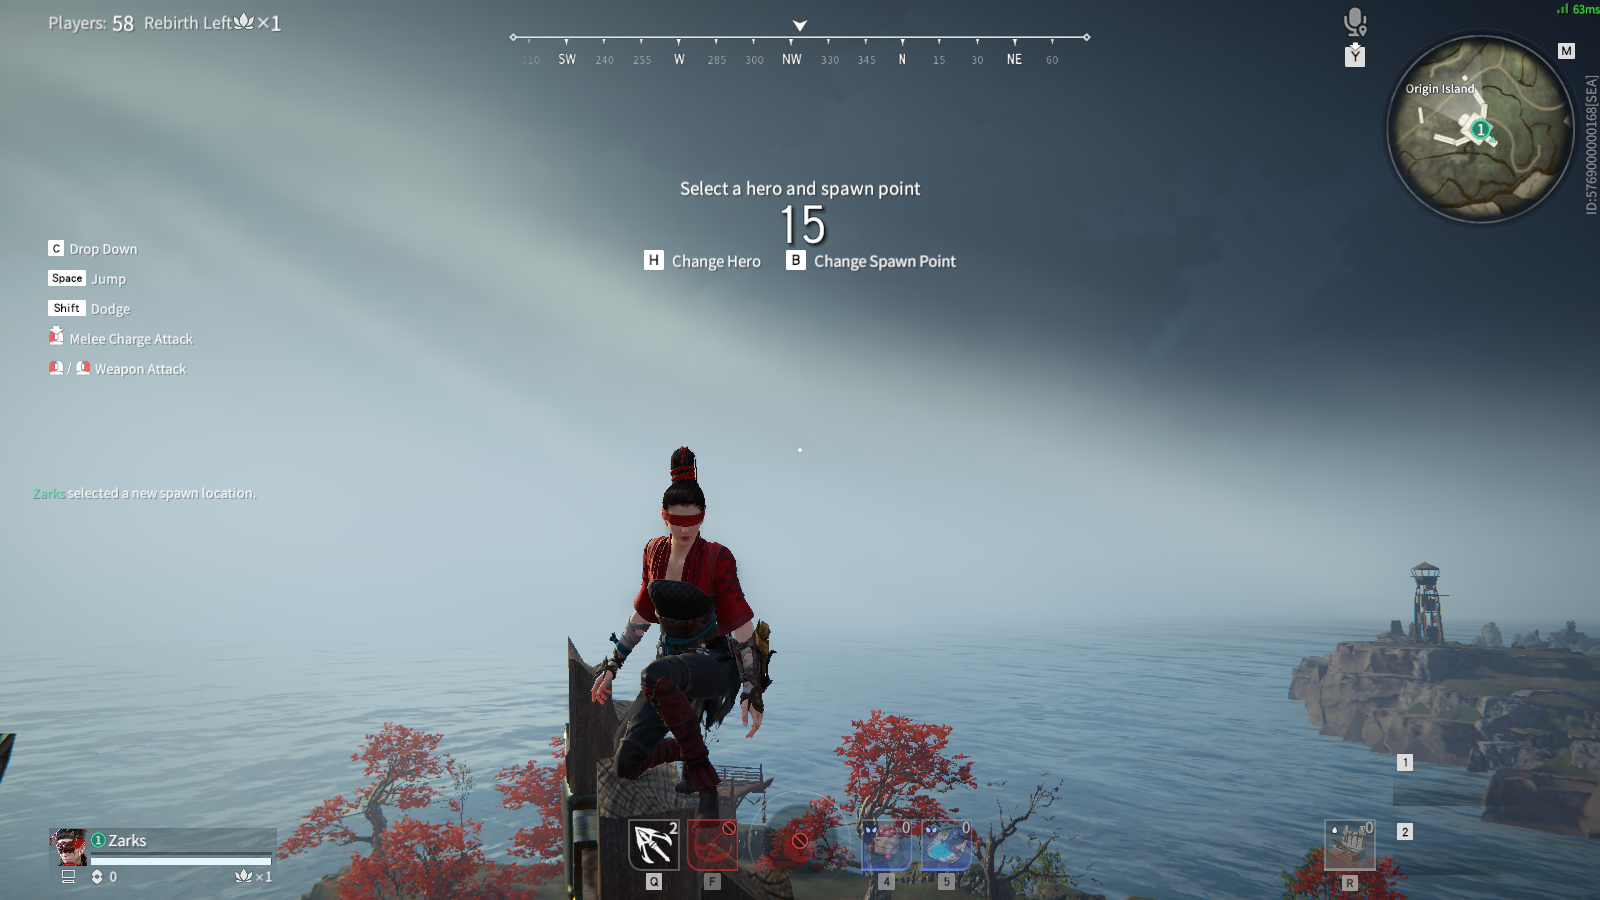 Players: 58 Rebirth Left ×1
63ms
210 SW 240 255 W 285 300 NW 330 345 N 15 30 NE 60
Y
M
Origin Island
1
ID:5769000000168[SEA]
Select a hero and spawn point
15
H Change Hero B Change Spawn Point
C Drop Down
Space Jump
Shift Dodge
Melee Charge Attack
/ Weapon Attack
Zarks selected a new spawn location.
1
2
1 Zarks
0 ×1
2
0
0
0
Q
F
4
5
R